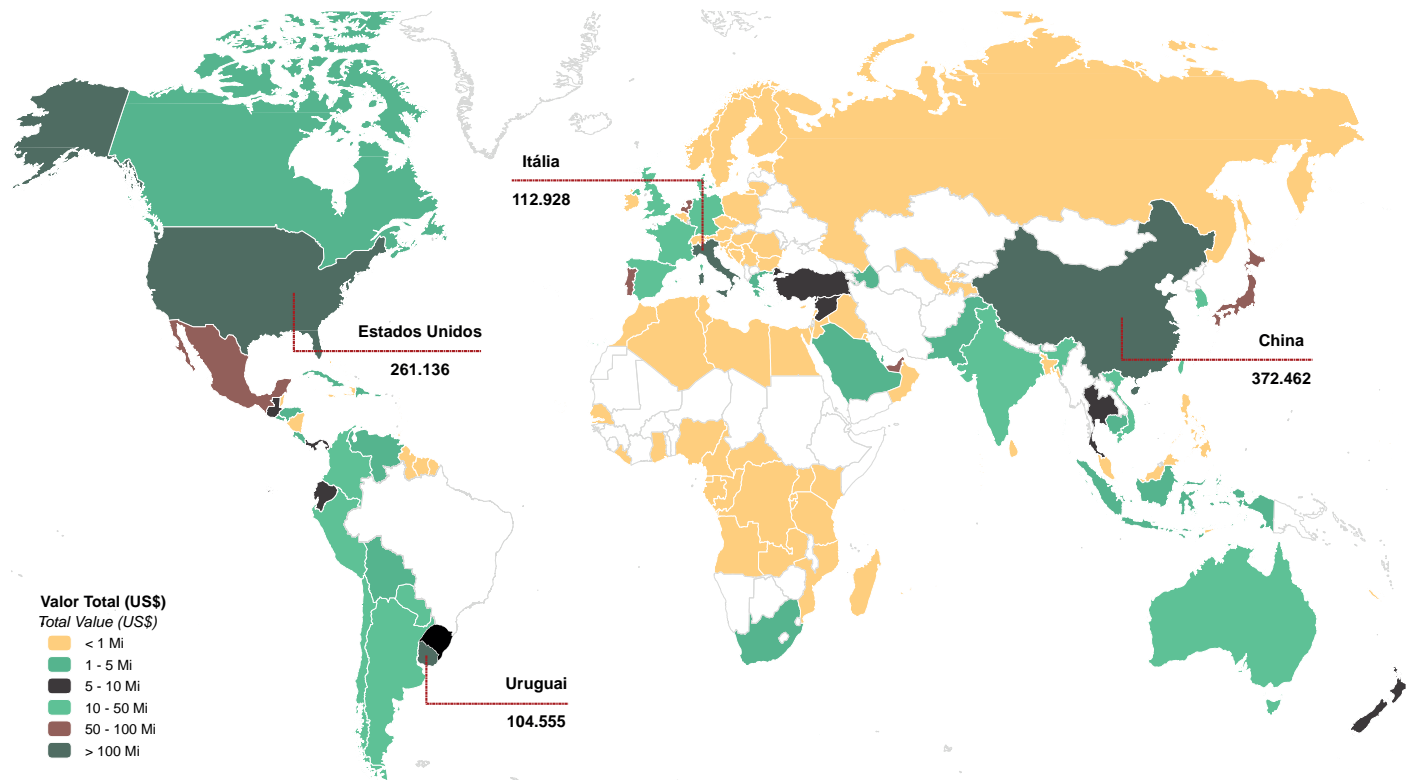 Itália
112.928
Estados Unidos
261.136
China
372.462
Uruguai
104.555
Valor Total (US$)
Total Value (US$)
< 1 Mi
1 - 5 Mi
5 - 10 Mi
10 - 50 Mi
50 - 100 Mi
> 100 Mi